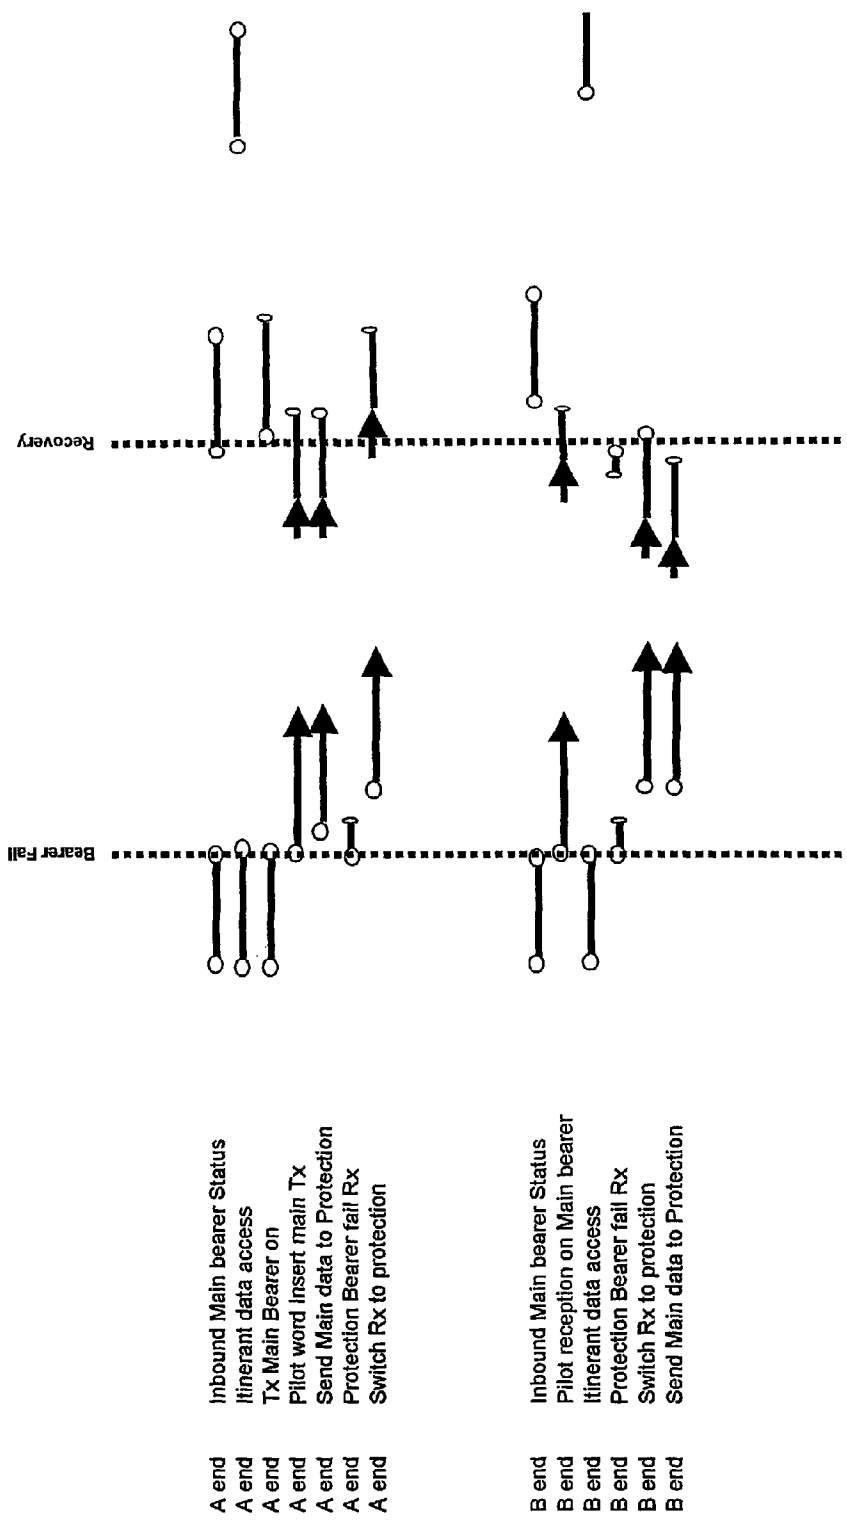 Bearer Fail
Recovery
A end Inbound Main bearer Status
A end Itinerant data access
A end Tx Main Bearer on
A end Pilot word Insert main Tx
A end Send Main data to Protection
A end Protection Bearer fail Rx
A end Switch Rx to protection
B end Inbound Main bearer Status
B end Pilot reception on Main bearer
B end Itinerant data access
B end Protection Bearer fail Rx
B end Switch Rx to protection
B end Send Main data to Protection